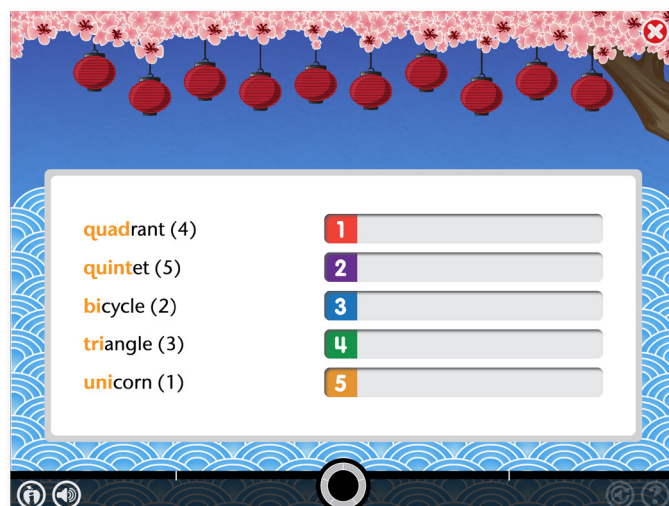 quadrant (4)
1
quintet (5)
2
bicycle (2)
3
triangle (3)
4
unicorn (1)
5